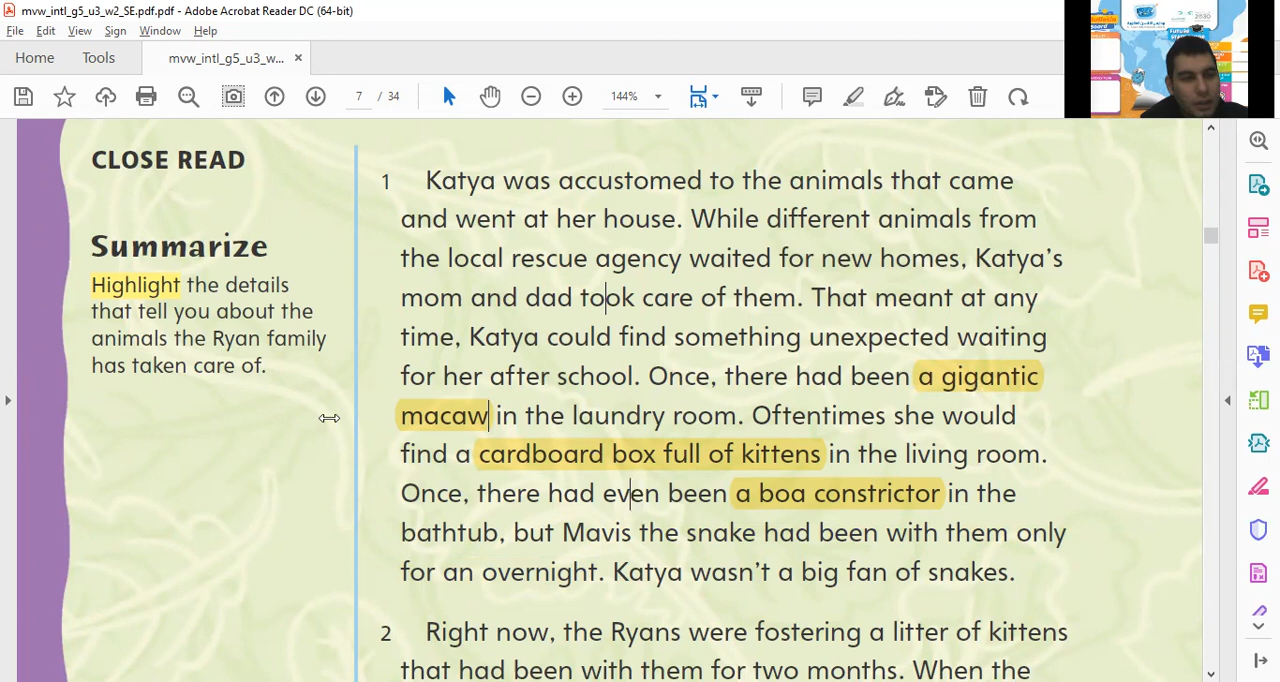 mvw_intl_g5_u3_w2_SE.pdf.pdf - Adobe Acrobat Reader DC (64-bit)
File Edit View Sign Window Help
Home Tools mvw_intl_g5_u3_w... ×
7 / 34 144%
CLOSE READ
Summarize
Highlight the details
that tell you about the
animals the Ryan family
has taken care of.
1 Katya was accustomed to the animals that came
and went at her house. While different animals from
the local rescue agency waited for new homes, Katya’s
mom and dad took care of them. That meant at any
time, Katya could find something unexpected waiting
for her after school. Once, there had been a gigantic
macaw in the laundry room. Oftentimes she would
find a cardboard box full of kittens in the living room.
Once, there had even been a boa constrictor in the
bathtub, but Mavis the snake had been with them only
for an overnight. Katya wasn’t a big fan of snakes.
2 Right now, the Ryans were fostering a litter of kittens
that had been with them for two months. When the